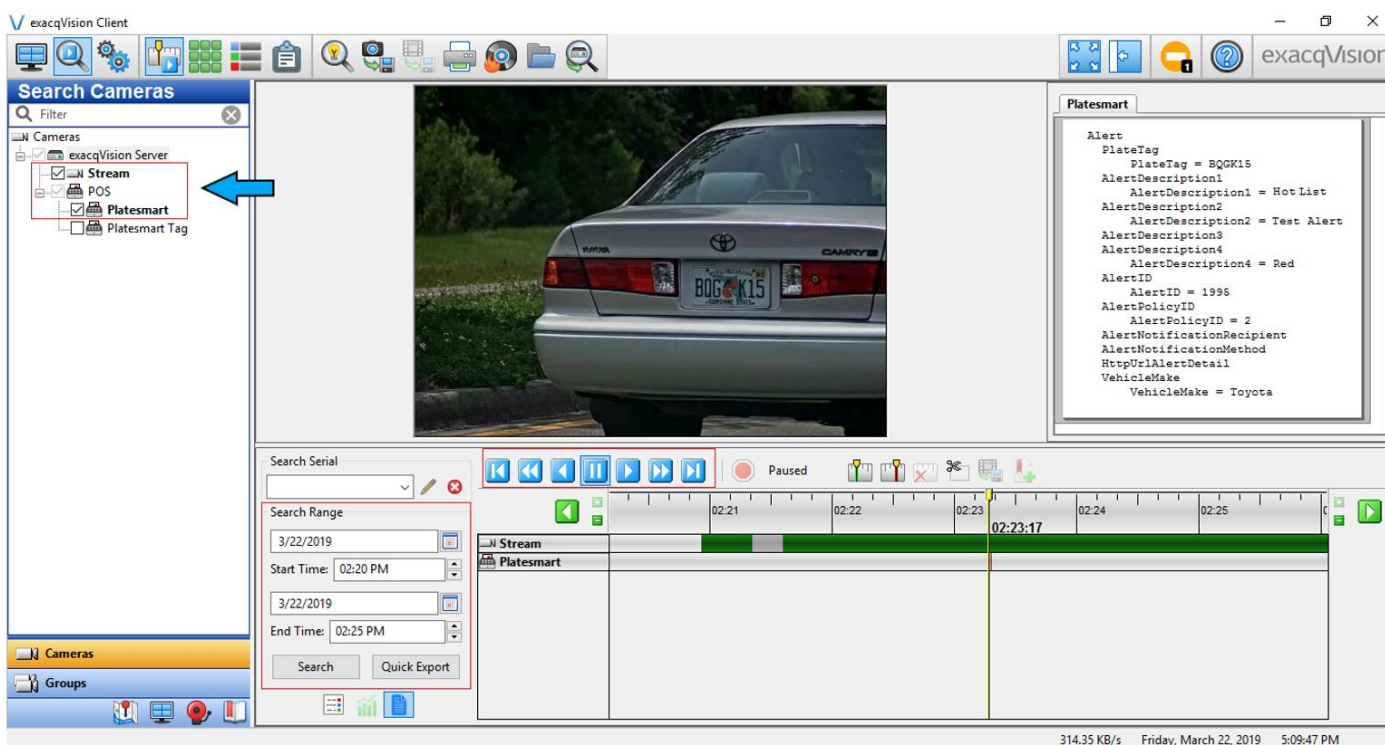 exacqVision Client
exacqVision
Search Cameras
Filter
Cameras
exacqVision Server
Stream
POS
Platesmart
Platesmart Tag
Cameras
Groups
TOYOTA
CAMRY
BQG K15
SUNSHINE STATE
Platesmart
Alert
PlateTag
PlateTag = BQGK15
AlertDescription1
AlertDescription1 = Hot List
AlertDescription2
AlertDescription2 = Test Alert
AlertDescription3
AlertDescription4
AlertDescription4 = Red
AlertID
AlertID = 1995
AlertPolicyID
AlertPolicyID = 2
AlertNotificationRecipient
AlertNotificationMethod
HttpUrlAlertDetail
VehicleMake
VehicleMake = Toyota
Search Serial
Search Range
3/22/2019
Start Time: 02:20 PM
3/22/2019
End Time: 02:25 PM
Search Quick Export
Paused
02:21 02:22 02:23 02:24 02:25
02:23:17
Stream
Platesmart
314.35 KB/s Friday, March 22, 2019 5:09:47 PM